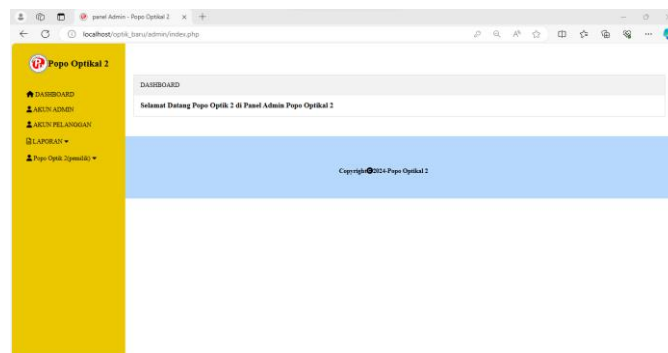 panel Admin - Popo Optikal 2
localhost/optik_baru/admin/index.php
Popo Optikal 2
DASHBOARD
AKUN ADMIN
AKUN PELANGGAN
LAPORAN
Popo Optik 2(pemilik)
DASHBOARD
Selamat Datang Popo Optik 2 di Panel Admin Popo Optikal 2
Copyright©2024-Popo Optikal 2